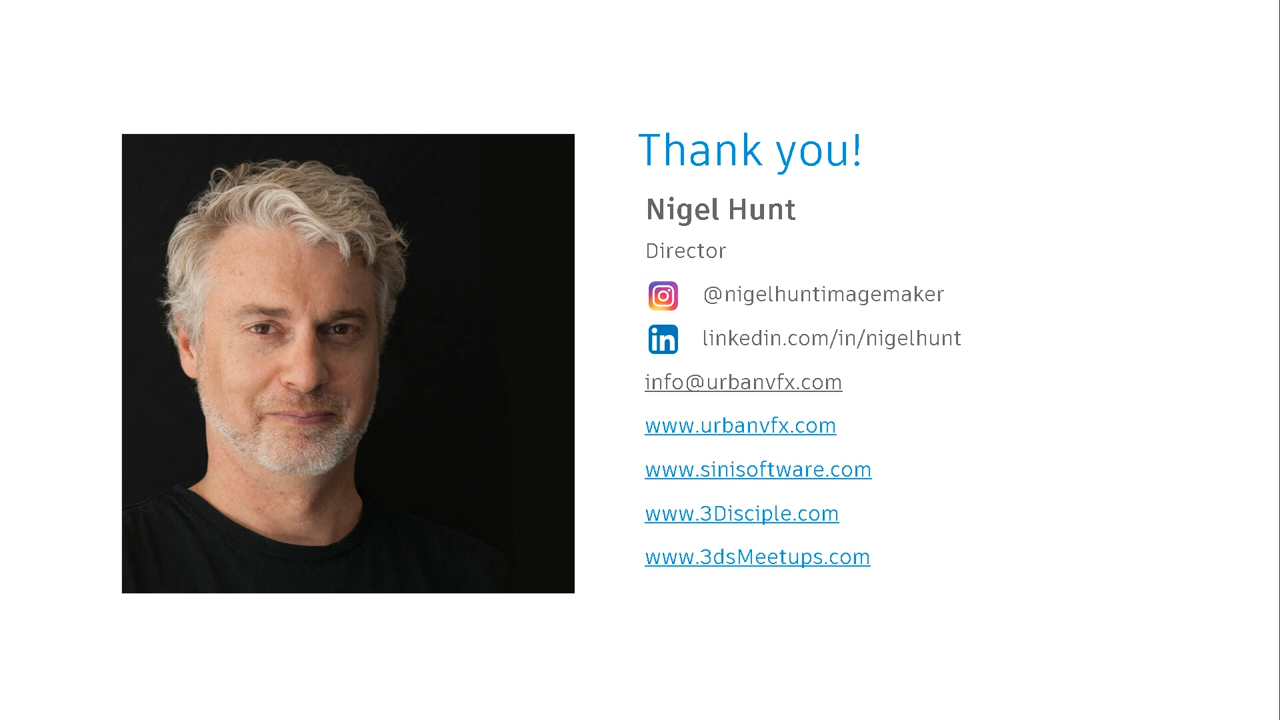 Thank you!
Nigel Hunt
Director
@nigelhuntimagemaker
in linkedin.com/in/nigelhunt
info@urbanvfx.com
www.urbanvfx.com
www.sinisoftware.com
www.3Disciple.com
www.3dsMeetups.com